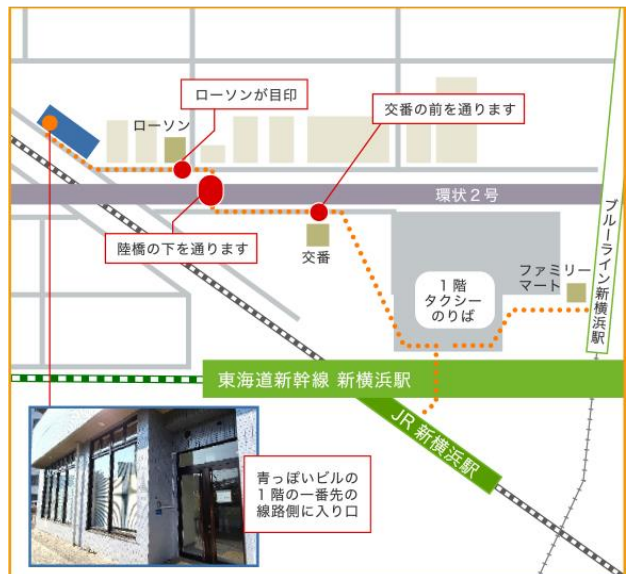 ローソンが目印
交番の前を通ります
ローソン
環状2号
陸橋の下を通ります
交番
ファミリー
マート
1階
タクシー
のりば
ブルーライン新横浜駅
東海道新幹線 新横浜駅
JR 新横浜駅
青っぽいビルの
1階の一番先の
線路側に入り口